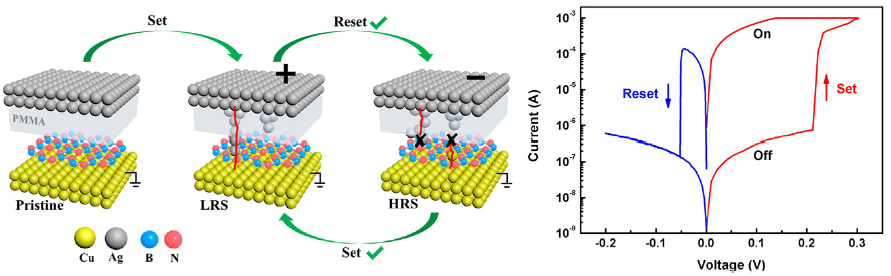 Set
Reset
PMMA
Pristine
LRS
HRS
Set
Cu
Ag
B
N
+
−
Current (A)
10⁻³
10⁻⁴
10⁻⁵
10⁻⁶
10⁻⁷
10⁻⁸
10⁻⁹
On
Reset
Set
Off
-0.2
-0.1
0.0
0.1
0.2
0.3
Voltage (V)